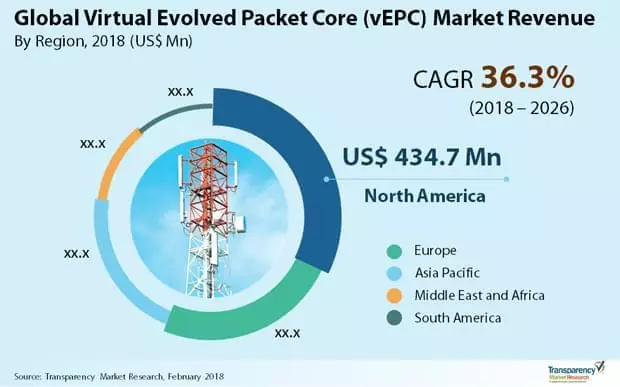 Global Virtual Evolved Packet Core (vEPC) Market Revenue
By Region, 2018 (US$ Mn)
CAGR 36.3%
(2018 – 2026)
xx.x
xx.x
US$ 434.7 Mn
North America
xx.x
Europe
Asia Pacific
Middle East and Africa
South America
xx.x
Source: Transparency Market Research, February 2018
Transparency
Market Research